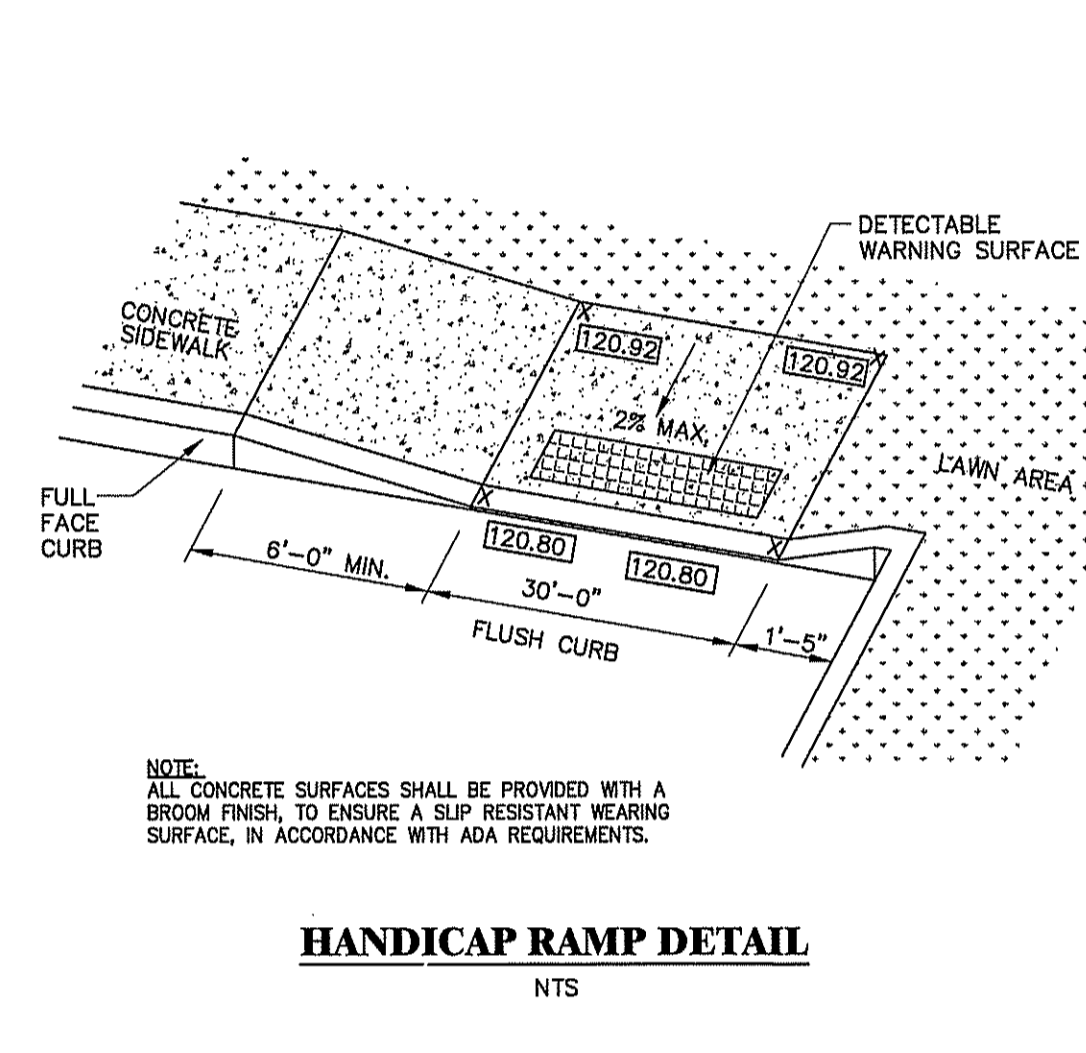 DETECTABLE
WARNING SURFACE
CONCRETE
SIDEWALK
120.92
120.92
2% MAX.
LAWN AREA
FULL
FACE
CURB
120.80
120.80
6'-0" MIN.
30'-0"
1'-5"
FLUSH CURB
NOTE:
ALL CONCRETE SURFACES SHALL BE PROVIDED WITH A
BROOM FINISH, TO ENSURE A SLIP RESISTANT WEARING
SURFACE, IN ACCORDANCE WITH ADA REQUIREMENTS.
HANDICAP RAMP DETAIL
NTS